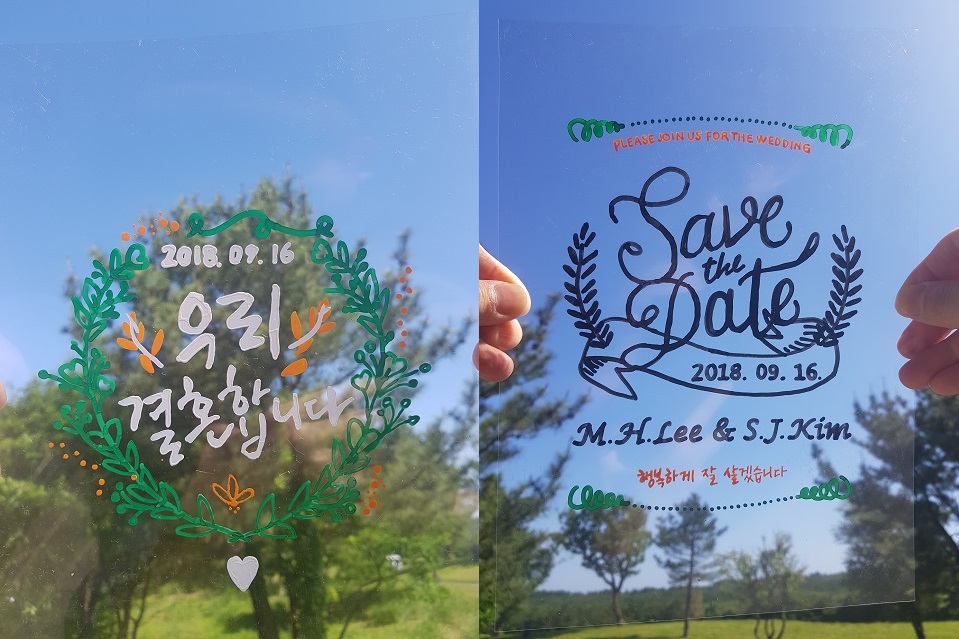 2018. 09. 16
우리
결혼합니다
PLEASE JOIN US FOR THE WEDDING
Save
the
Date
2018. 09. 16.
M.H.Lee & S.J.Kim
행복하게 잘 살겠습니다